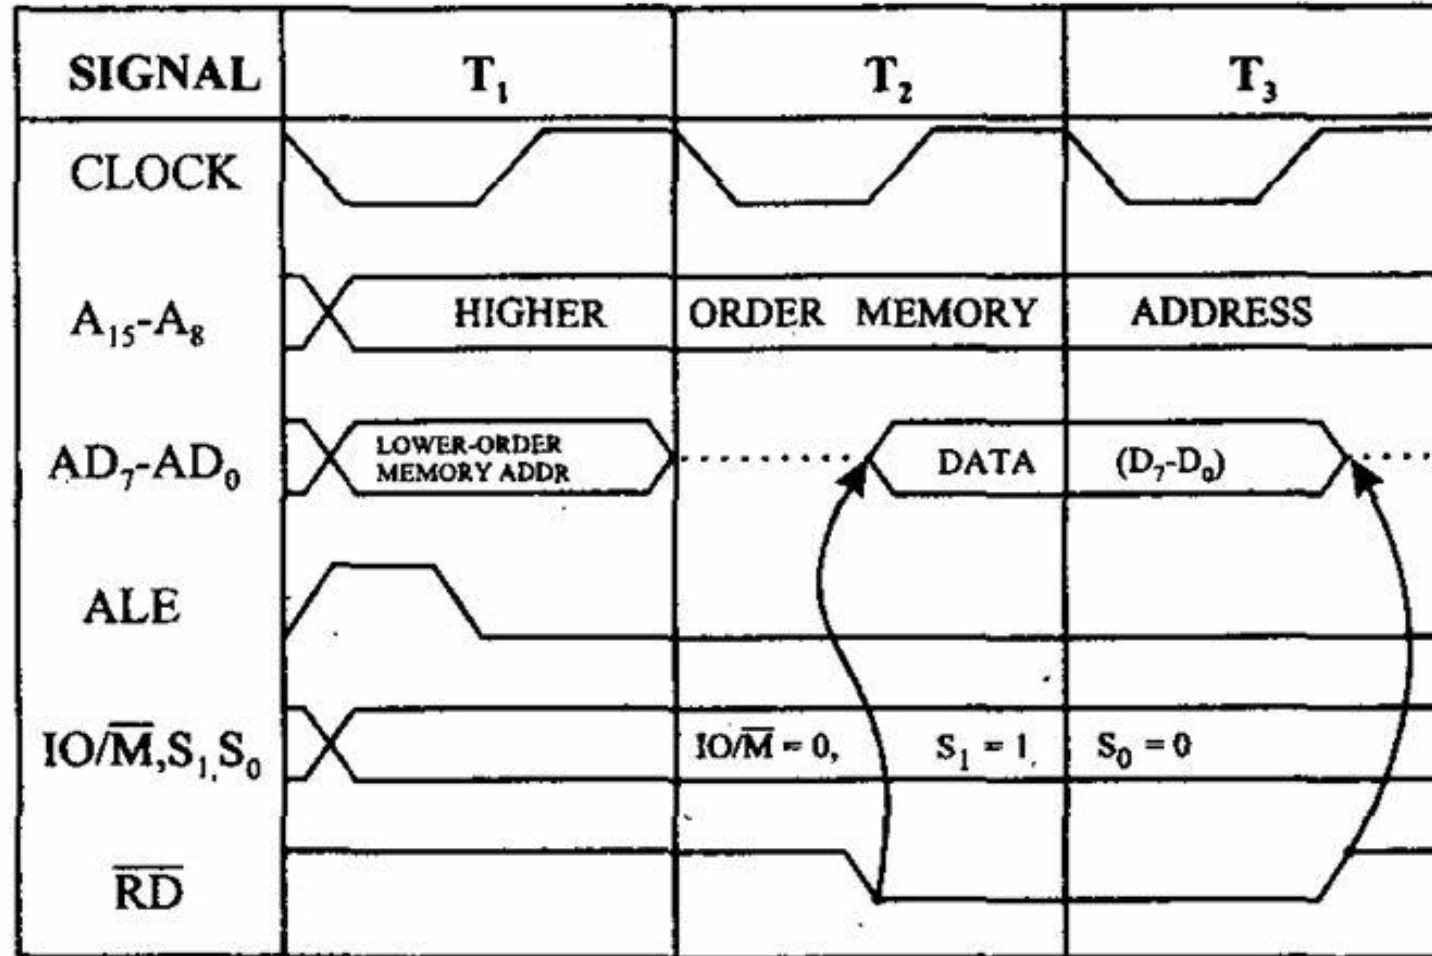 SIGNAL T₁ T₂ T₃
CLOCK
A₁₅-A₈ HIGHER ORDER MEMORY ADDRESS
AD₇-AD₀ LOWER-ORDER MEMORY ADDR DATA (D₇-D₀)
ALE
IO/M̅,S₁,S₀ IO/M̅ = 0, S₁ = 1, S₀ = 0
R̅D̅